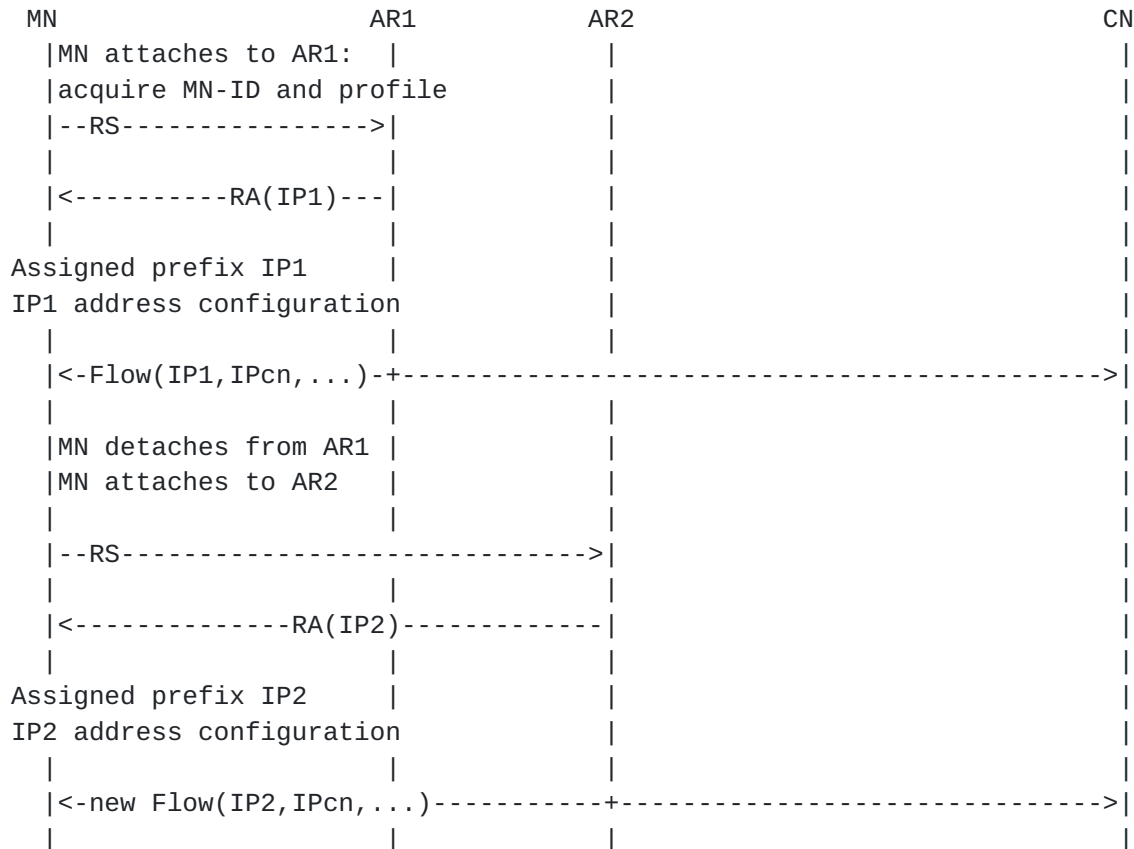 MN                    AR1           AR2                              CN
  |MN attaches to AR1:  |             |                                |
  |acquire MN-ID and profile          |                                |
  |--RS---------------->|             |                                |
  |                     |             |                                |
  |<----------RA(IP1)---|             |                                |
  |                     |             |                                |
Assigned prefix IP1     |             |                                |
IP1 address configuration             |                                |
  |                     |             |                                |
  |<-Flow(IP1,IPcn,...)-+--------------------------------------------->|
  |                     |             |                                |
  |MN detaches from AR1 |             |                                |
  |MN attaches to AR2   |             |                                |
  |                     |             |                                |
  |--RS------------------------------>|                                |
  |                     |             |                                |
  |<--------------RA(IP2)-------------|                                |
  |                     |             |                                |
Assigned prefix IP2     |             |                                |
IP2 address configuration             |                                |
  |                     |             |                                |
  |<-new Flow(IP2,IPcn,...)-----------+------------------------------->|
  |                     |             |                                |